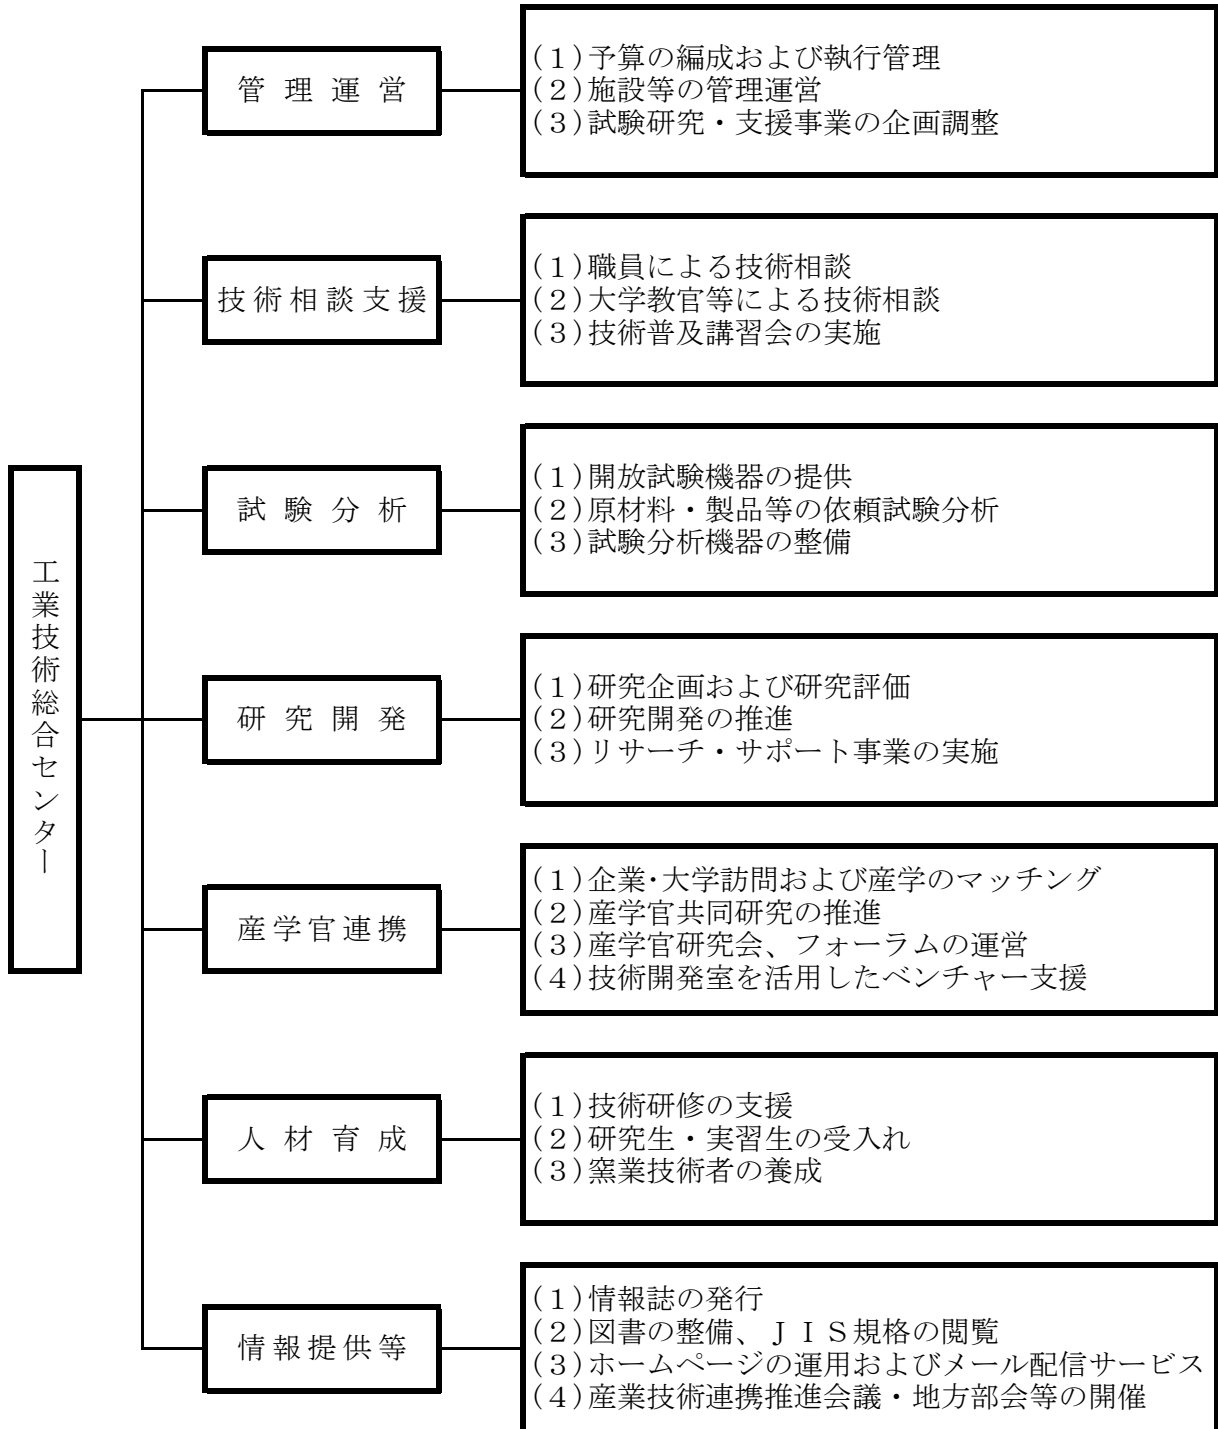 工業技術総合センター
管理運営
(１)予算の編成および執行管理
(２)施設等の管理運営
(３)試験研究・支援事業の企画調整
技術相談支援
(１)職員による技術相談
(２)大学教官等による技術相談
(３)技術普及講習会の実施
試験分析
(１)開放試験機器の提供
(２)原材料・製品等の依頼試験分析
(３)試験分析機器の整備
研究開発
(１)研究企画および研究評価
(２)研究開発の推進
(３)リサーチ・サポート事業の実施
産学官連携
(１)企業･大学訪問および産学のマッチング
(２)産学官共同研究の推進
(３)産学官研究会、フォーラムの運営
(４)技術開発室を活用したベンチャー支援
人材育成
(１)技術研修の支援
(２)研究生・実習生の受入れ
(３)窯業技術者の養成
情報提供等
(１)情報誌の発行
(２)図書の整備、ＪＩＳ規格の閲覧
(３)ホームページの運用およびメール配信サービス
(４)産業技術連携推進会議・地方部会等の開催